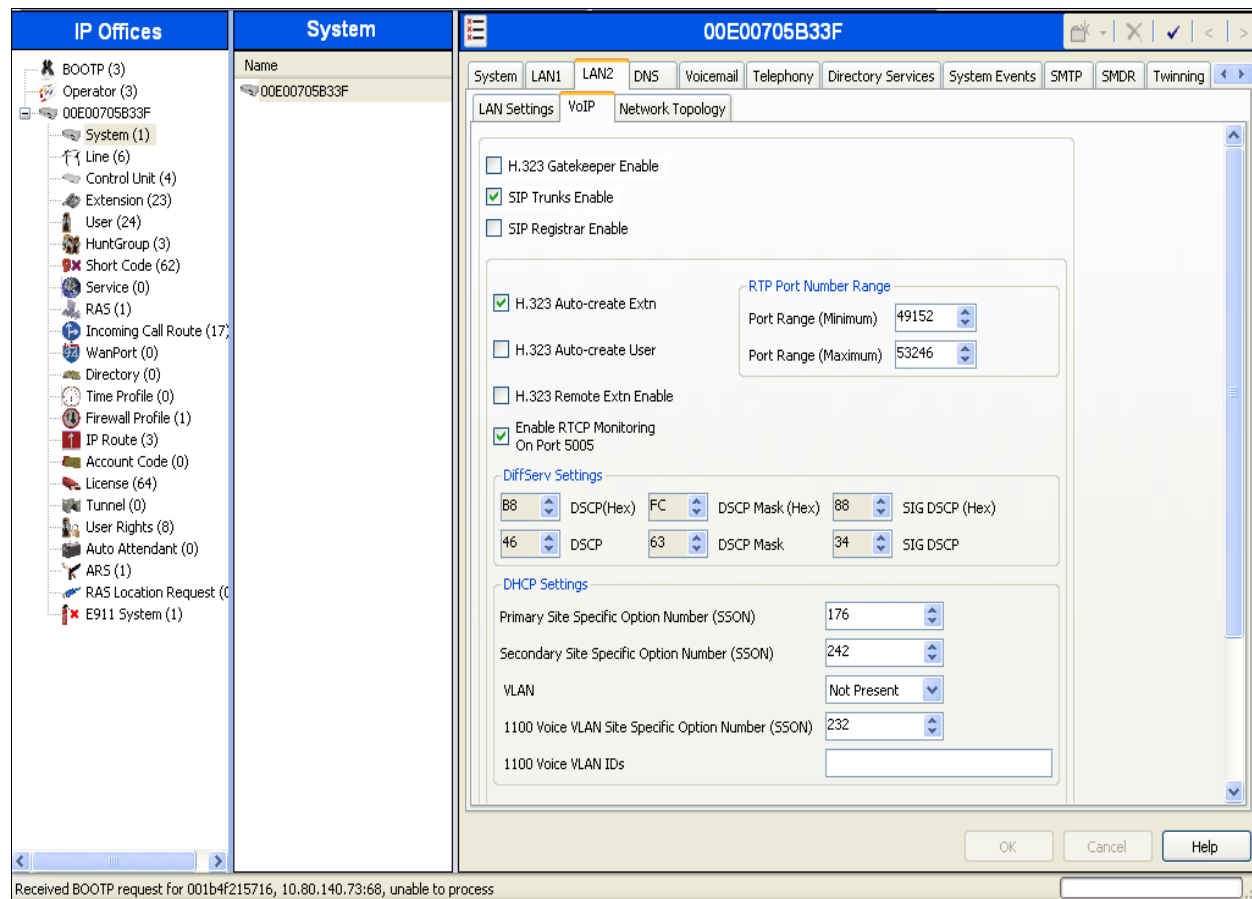 IP Offices
BOOTP (3)
Operator (3)
00E00705B33F
System (1)
Line (6)
Control Unit (4)
Extension (23)
User (24)
HuntGroup (3)
Short Code (62)
Service (0)
RAS (1)
Incoming Call Route (17)
WanPort (0)
Directory (0)
Time Profile (0)
Firewall Profile (1)
IP Route (3)
Account Code (0)
License (64)
Tunnel (0)
User Rights (8)
Auto Attendant (0)
ARS (1)
RAS Location Request (0
E911 System (1)
System
Name
00E00705B33F
00E00705B33F
System LAN1 LAN2 DNS Voicemail Telephony Directory Services System Events SMTP SMDR Twinning
LAN Settings VoIP Network Topology
H.323 Gatekeeper Enable
SIP Trunks Enable
SIP Registrar Enable
H.323 Auto-create Extn
H.323 Auto-create User
H.323 Remote Extn Enable
Enable RTCP Monitoring
On Port 5005
RTP Port Number Range
Port Range (Minimum) 49152
Port Range (Maximum) 53246
DiffServ Settings
B8 DSCP(Hex) FC DSCP Mask (Hex) 88 SIG DSCP (Hex)
46 DSCP 63 DSCP Mask 34 SIG DSCP
DHCP Settings
Primary Site Specific Option Number (SSON) 176
Secondary Site Specific Option Number (SSON) 242
VLAN Not Present
1100 Voice VLAN Site Specific Option Number (SSON) 232
1100 Voice VLAN IDs
OK Cancel Help
Received BOOTP request for 001b4f215716, 10.80.140.73:68, unable to process